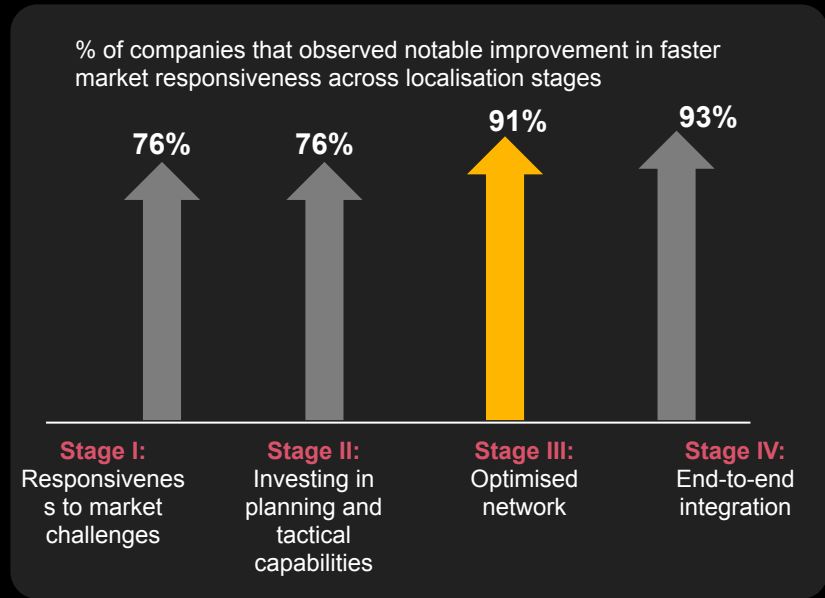 % of companies that observed notable improvement in faster
market responsiveness across localisation stages
76%
76%
91%
93%
Stage I:
Responsivenes
s to market
challenges
Stage II:
Investing in
planning and
tactical
capabilities
Stage III:
Optimised
network
Stage IV:
End-to-end
integration